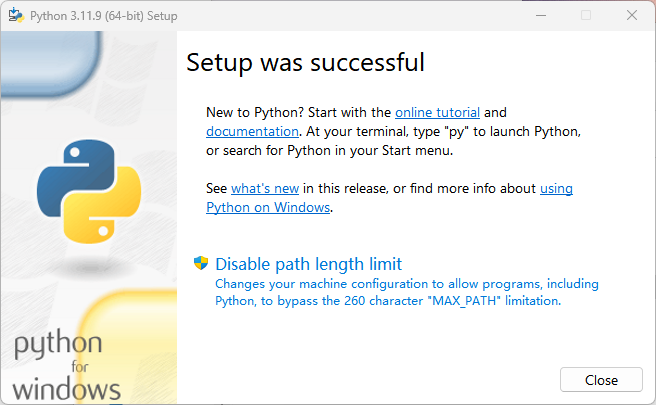 Python 3.11.9 (64-bit) Setup
Setup was successful
New to Python? Start with the online tutorial and
documentation. At your terminal, type "py" to launch Python,
or search for Python in your Start menu.
See what's new in this release, or find more info about using
Python on Windows.
Disable path length limit
Changes your machine configuration to allow programs, including
Python, to bypass the 260 character "MAX_PATH" limitation.
python
for
windows
Close